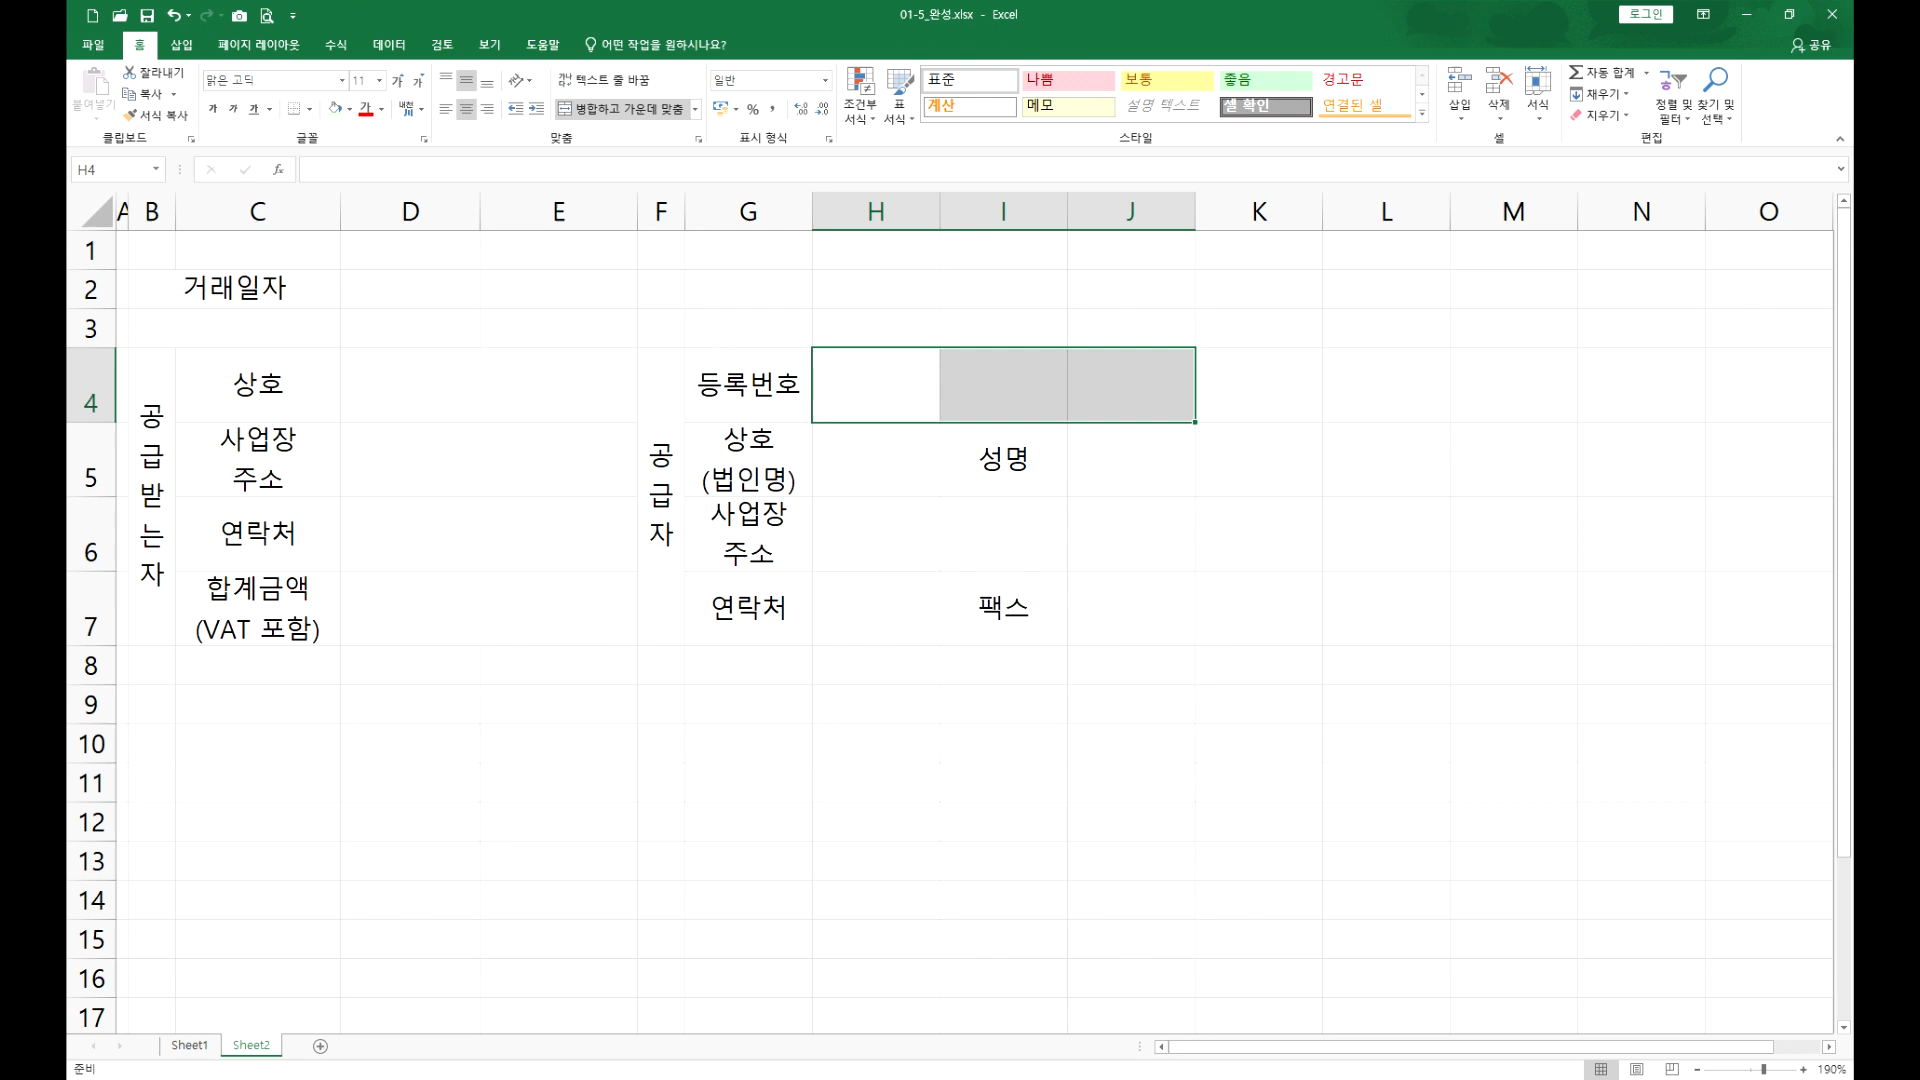 01-5_완성.xlsx - Excel
로그인
파일 홈 삽입 페이지 레이아웃 수식 데이터 검토 보기 도움말 어떤 작업을 원하시나요? 공유
붙여넣기
잘라내기
복사
서식 복사
클립보드
맑은 고딕 11
가 가
가 가 가 가 내천
글꼴
텍스트 줄 바꿈
병합하고 가운데 맞춤
맞춤
일반
%
표시 형식
조건부
서식
표
서식
표준 나쁨 보통 좋음 경고문
계산 메모 설명 텍스트 셀 확인 연결된 셀
스타일
삽입 삭제 서식
셀
자동 합계
채우기
지우기
정렬 및
필터
찾기 및
선택
편집
H4
fx
A B C D E F G H I J K L M N O
1
2 거래일자
3
4 상호 등록번호
공급받는자
공급자
5 사업장
주소
상호
(법인명)
성명
6 연락처 사업장
주소
7 합계금액
(VAT 포함)
연락처 팩스
8
9
10
11
12
13
14
15
16
17
Sheet1 Sheet2
준비
190%